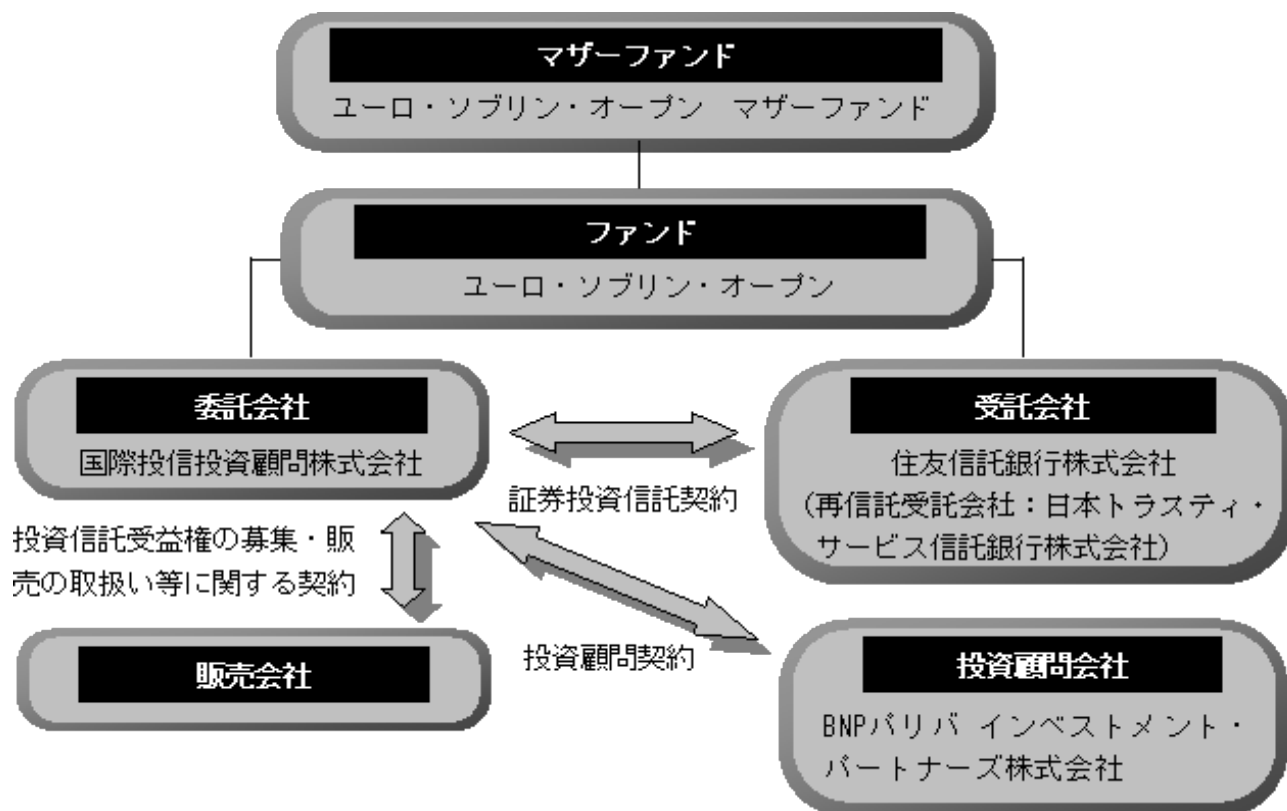 マザーファンド
ユーロ・ソブリン・オープン　マザーファンド
ファンド
ユーロ・ソブリン・オープン
委託会社
国際投信投資顧問株式会社
受託会社
住友信託銀行株式会社
(再信託受託会社：日本トラスティ・
サービス信託銀行株式会社)
証券投資信託契約
投資信託受益権の募集・販
売の取扱い等に関する契約
販売会社
投資顧問契約
投資顧問会社
BNPパリバ インベストメント・
パートナーズ株式会社